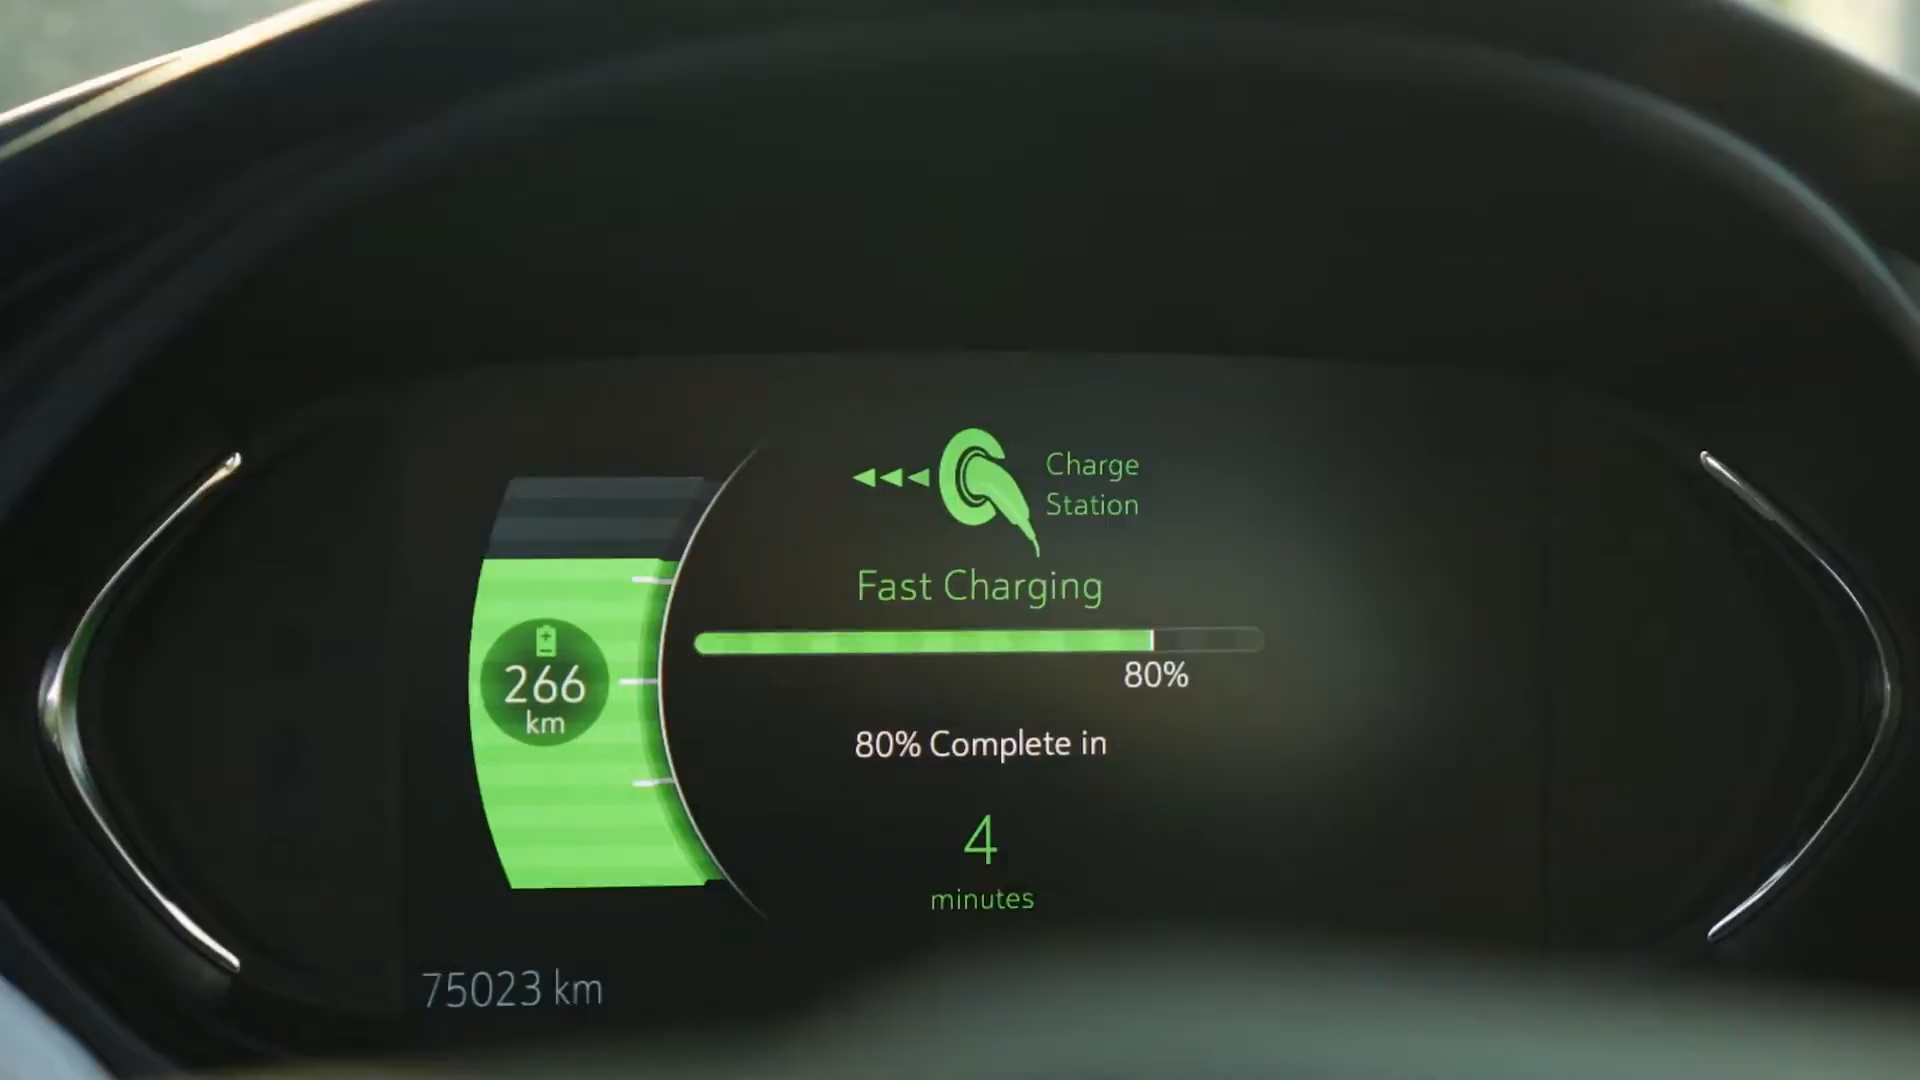 Charge
Station
Fast Charging
80%
266
km
80% Complete in
4
minutes
75023 km